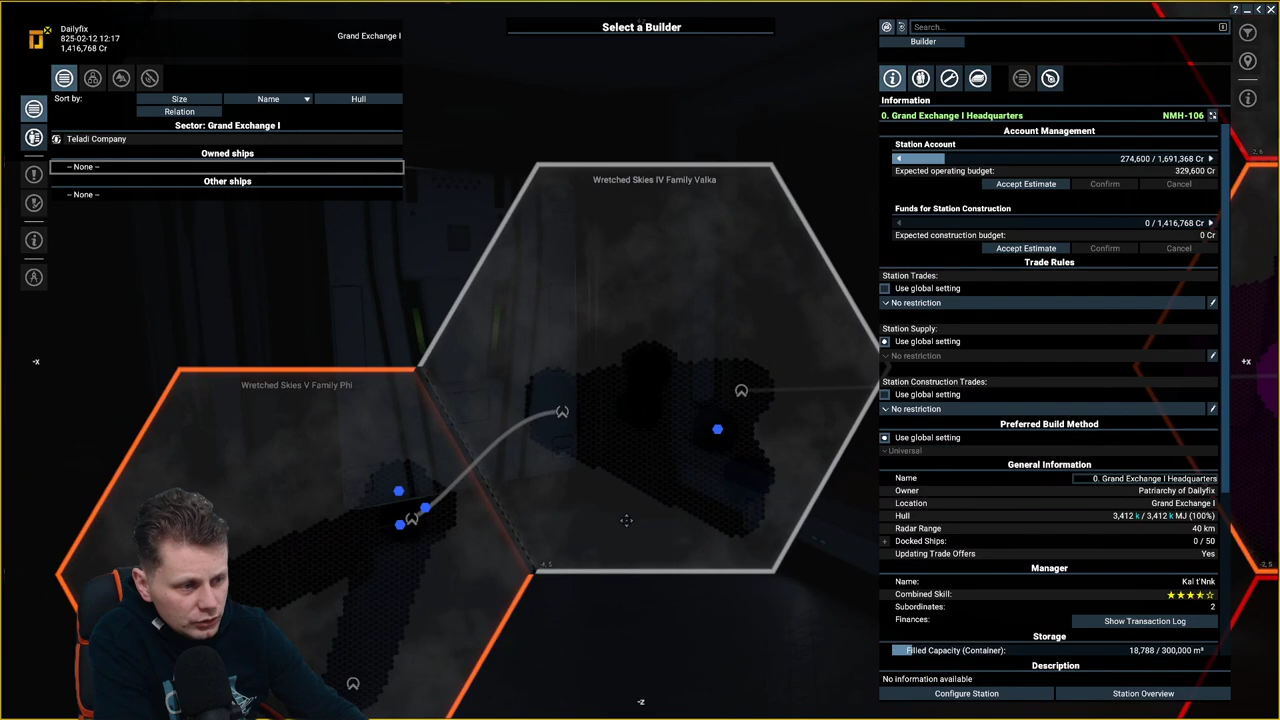 Dailyfix
825-02-12 12:17
1,416,768 Cr
Grand Exchange I
Sort by:
Size
Name
Hull
Relation
Sector: Grand Exchange I
Teladi Company
Owned ships
-- None --
Other ships
-- None --
-x
Select a Builder
Wretched Skies IV Family Valka
Wretched Skies V Family Phi
-4, 5
-z
Search...
Builder
Information
0. Grand Exchange I Headquarters NMH-106
Account Management
Station Account
274,600 / 1,691,368 Cr
Expected operating budget: 329,600 Cr
Accept Estimate Confirm Cancel
Funds for Station Construction
0 / 1,416,768 Cr
Expected construction budget: 0 Cr
Accept Estimate Confirm Cancel
Trade Rules
Station Trades:
Use global setting
No restriction
Station Supply:
Use global setting
No restriction
Station Construction Trades:
Use global setting
No restriction
Preferred Build Method
Use global setting
Universal
General Information
Name 0. Grand Exchange I Headquarters
Owner Patriarchy of Dailyfix
Location Grand Exchange I
Hull 3,412 k / 3,412 k MJ (100%)
Radar Range 40 km
+ Docked Ships: 0 / 50
Updating Trade Offers Yes
Manager
Name: Kal t'Nnk
Combined Skill: ★★★★☆
Subordinates: 2
Finances: Show Transaction Log
Storage
Filled Capacity (Container): 18,788 / 300,000 m³
Description
No information available
Configure Station Station Overview
-2, 6
+x
-2, 5